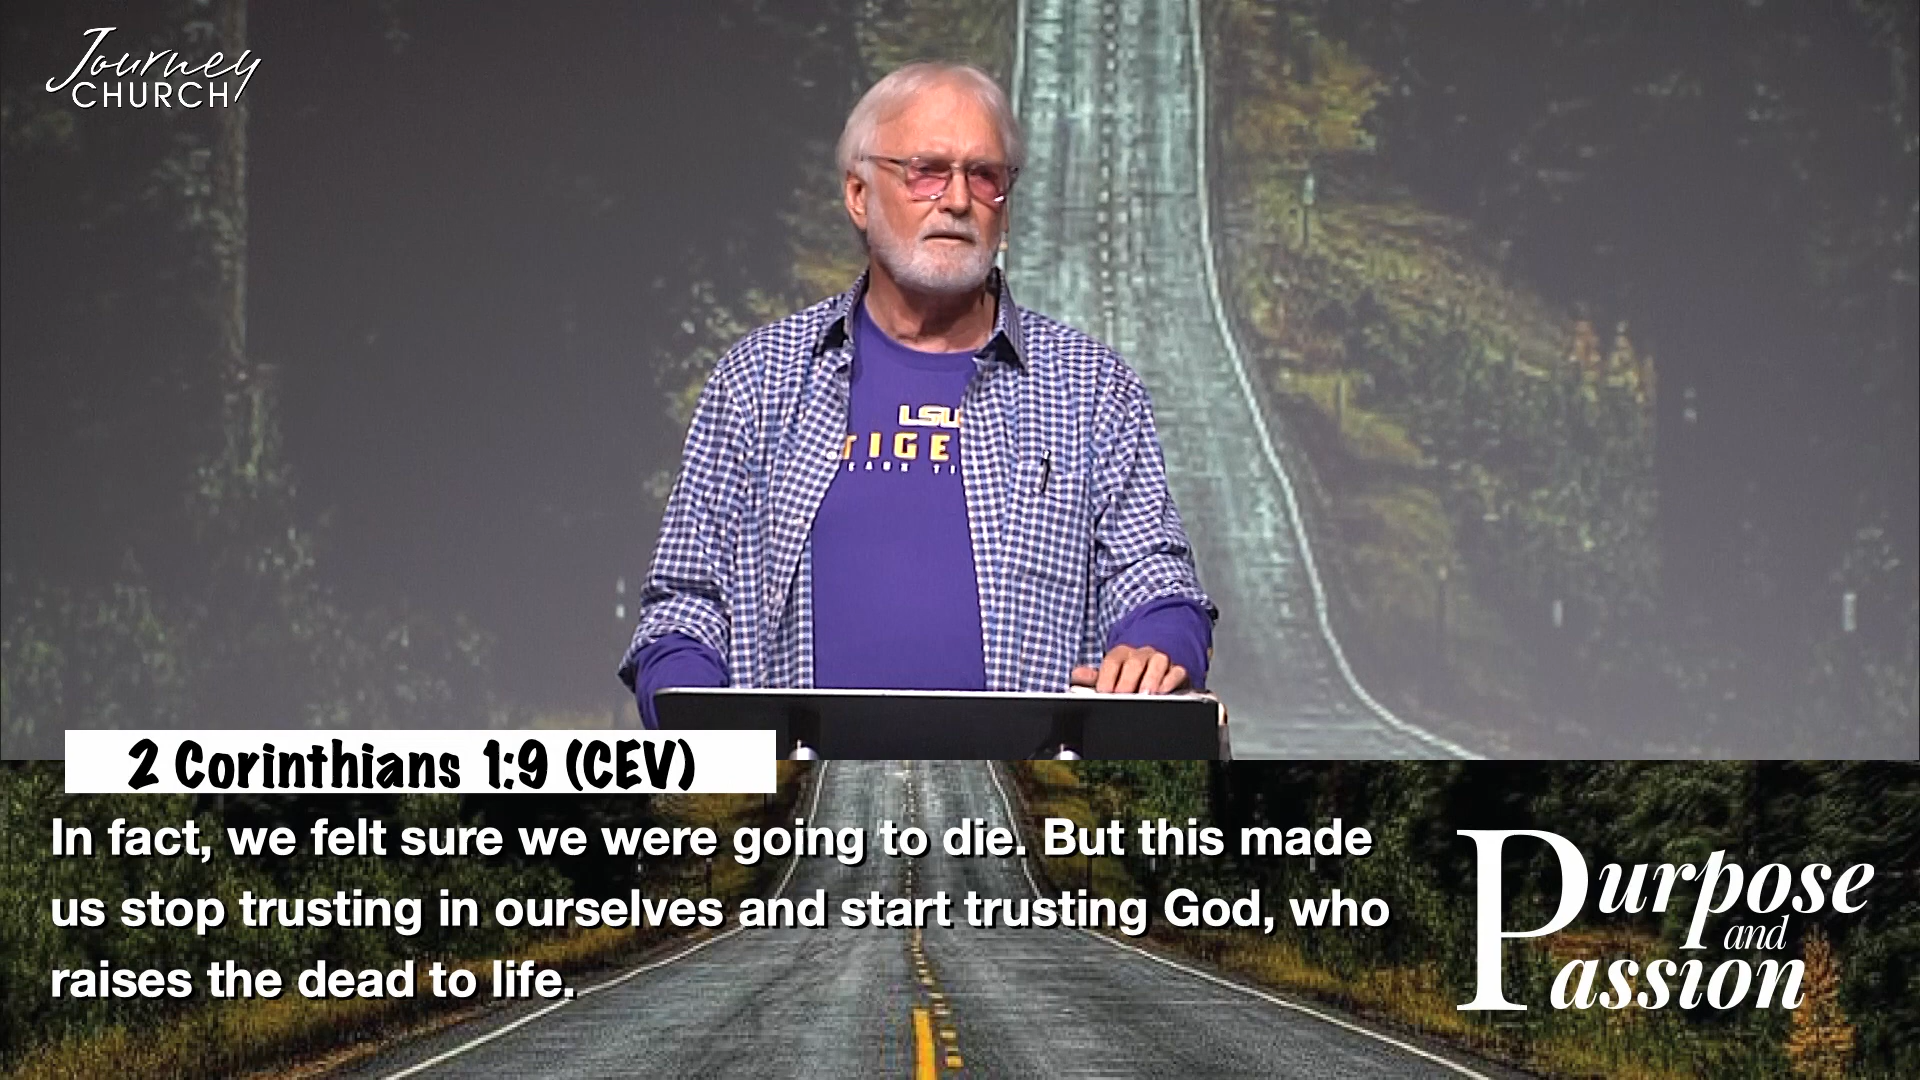 Journey
CHURCH
LSU
TIGE
2 Corinthians 1:9 (CEV)
In fact, we felt sure we were going to die. But this made
us stop trusting in ourselves and start trusting God, who
raises the dead to life.
Purpose
and
Passion